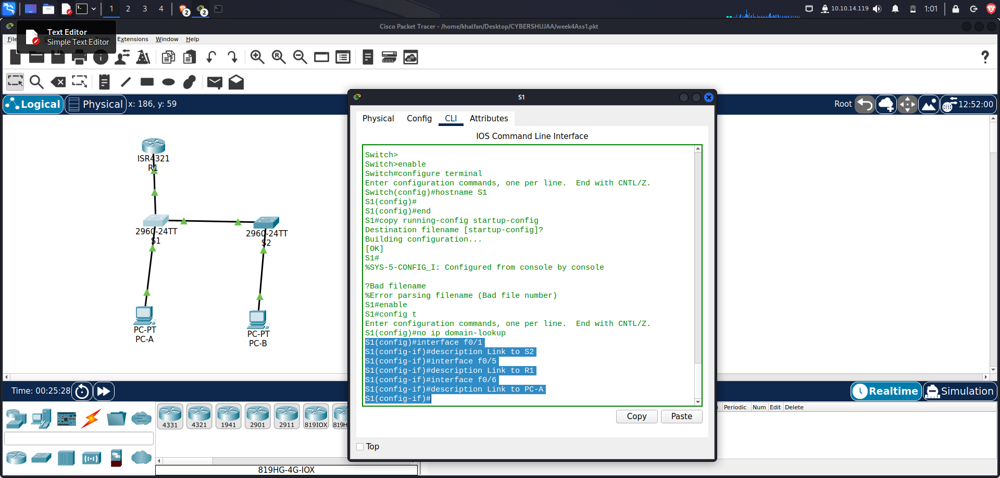 1 2 3 4
2
2
10.10.14.119
1:01
Cisco Packet Tracer - /home/khalfan/Desktop/CYBERSHUJAA/week4Ass1.pkt
File
Extensions Window Help
Text Editor
Simple Text Editor
Logical
Physical
x: 186, y: 59
Root
12:52:00
S1
Physical Config CLI Attributes
IOS Command Line Interface
Switch>
Switch>enable
Switch#configure terminal
Enter configuration commands, one per line.  End with CNTL/Z.
Switch(config)#hostname S1
S1(config)#
S1(config)#end
S1#copy running-config startup-config
Destination filename [startup-config]?
Building configuration...
[OK]
S1#
%SYS-5-CONFIG_I: Configured from console by console
?Bad filename
%Error parsing filename (Bad file number)
S1#enable
S1#config t
Enter configuration commands, one per line.  End with CNTL/Z.
S1(config)#no ip domain-lookup
S1(config)#interface f0/1
S1(config-if)#description Link to S2
S1(config-if)#interface f0/5
S1(config-if)#description Link to R1
S1(config-if)#interface f0/6
S1(config-if)#description Link to PC-A
S1(config-if)#
Copy
Paste
Top
ISR4321
R1
2960-24TT
S1
2960-24TT
S2
PC-PT
PC-A
PC-PT
PC-B
Time: 00:25:28
Realtime
Simulation
Periodic Num Edit Delete
4331 4321 1941 2901 2911 819IOX
819HG-4G-IOX